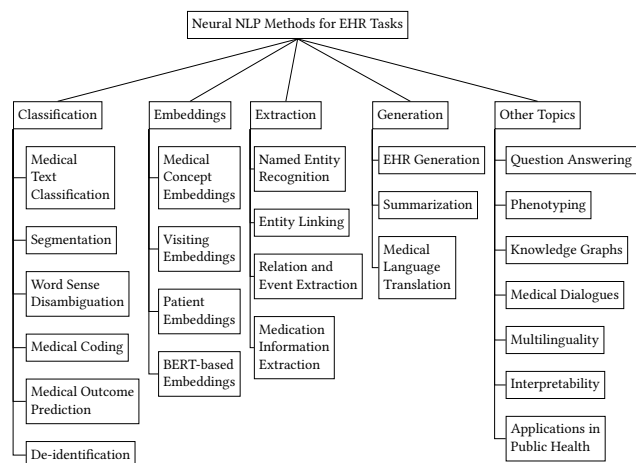 Neural NLP Methods for EHR Tasks
Classification
Medical
Text
Classification
Segmentation
Word Sense
Disambiguation
Medical Coding
Medical Outcome
Prediction
De-identification
Embeddings
Medical
Concept
Embeddings
Visiting
Embeddings
Patient
Embeddings
BERT-based
Embeddings
Extraction
Named Entity
Recognition
Entity Linking
Relation and
Event Extraction
Medication
Information
Extraction
Generation
EHR Generation
Summarization
Medical
Language
Translation
Other Topics
Question Answering
Phenotyping
Knowledge Graphs
Medical Dialogues
Multilinguality
Interpretability
Applications in
Public Health